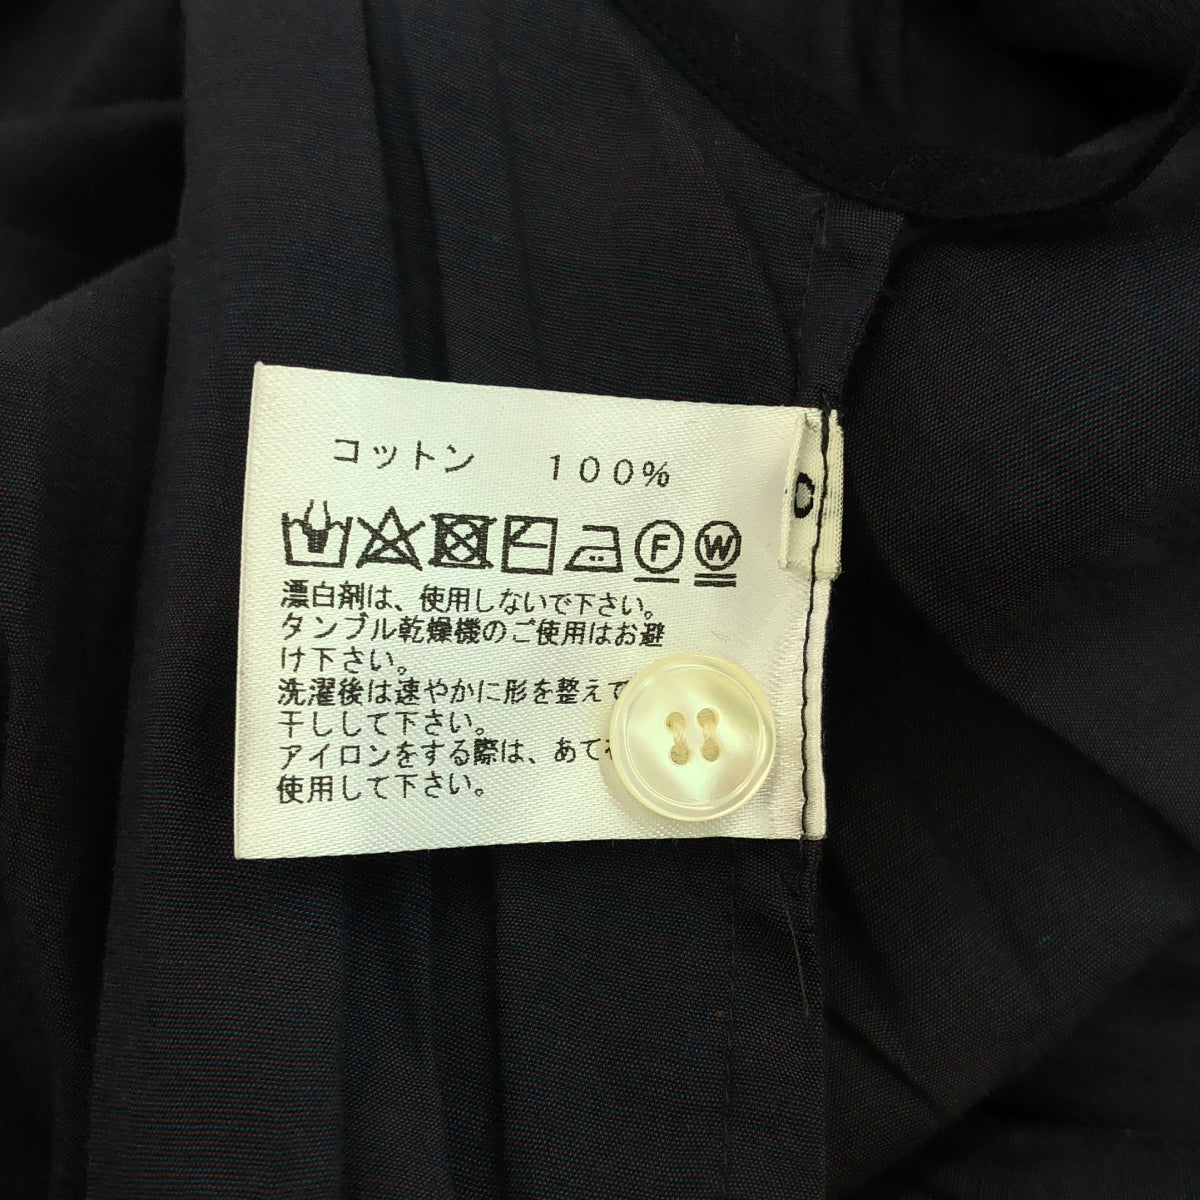 コットン　100%
F W
漂白剤は、使用しないで下さい。
タンブル乾燥機のご使用はお避
け下さい。
洗濯後は速やかに形を整えて
干しして下さい。
アイロンをする際は、あて
使用して下さい。